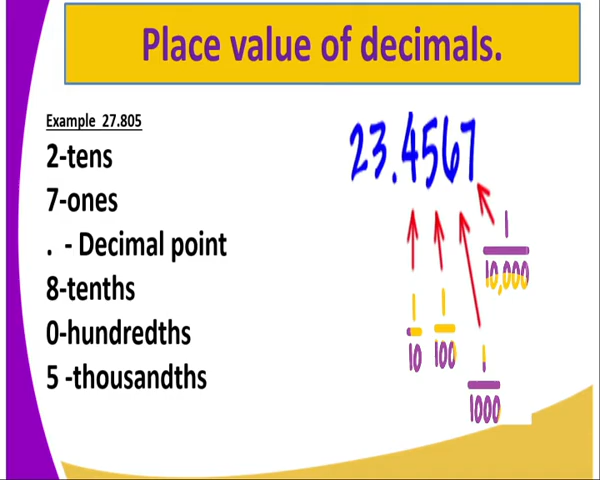 Place value of decimals.
Example 27.805
2-tens
7-ones
. - Decimal point
8-tenths
0-hundredths
5 -thousandths
23.4567
1/10
1/100
1/1000
1/10,000